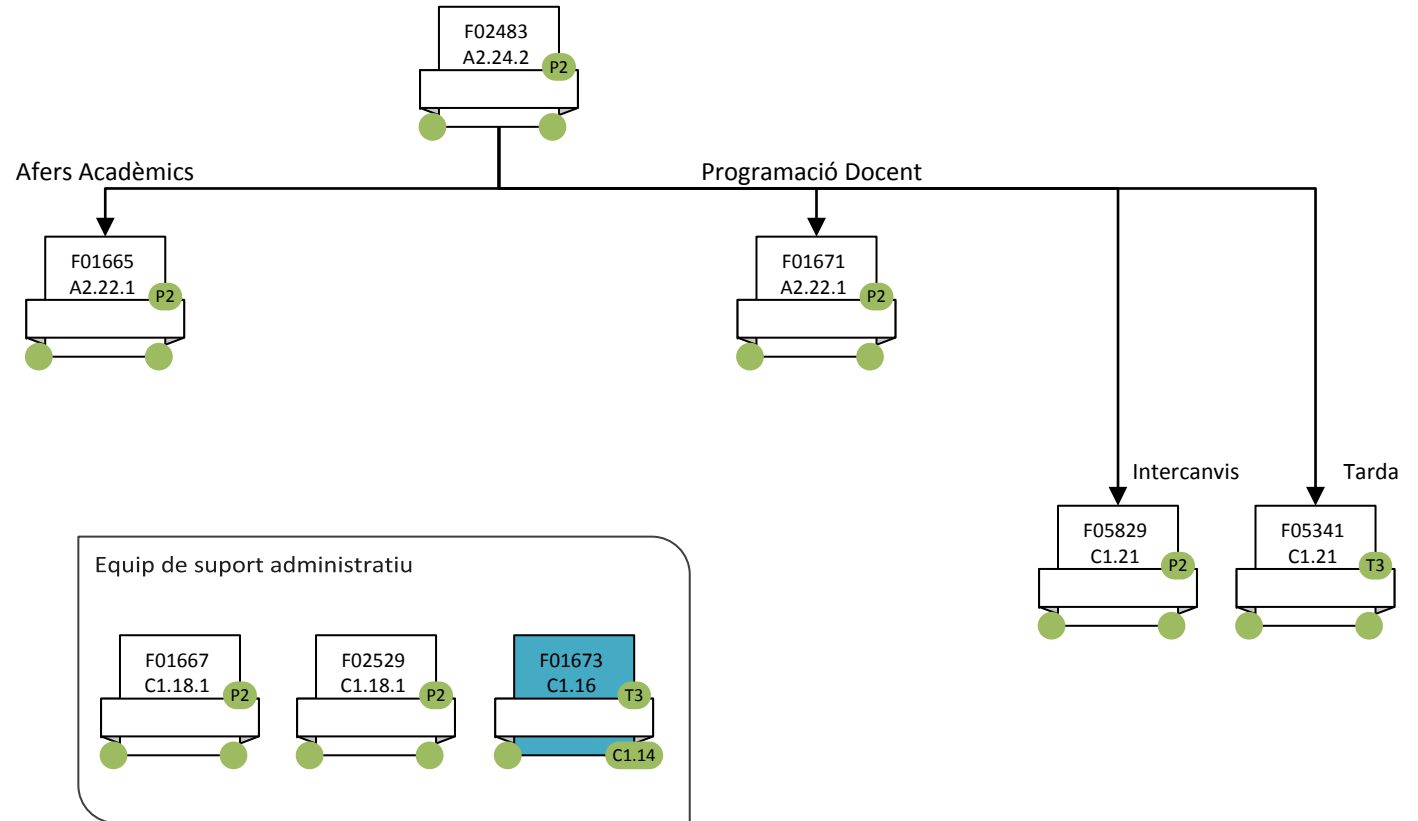 F02483
A2.24.2
P2
Afers Acadèmics
Programació Docent
F01665
A2.22.1
P2
F01671
A2.22.1
P2
Intercanvis
Tarda
F05829
C1.21
P2
F05341
C1.21
T3
Equip de suport administratiu
F01667
C1.18.1
P2
F02529
C1.18.1
P2
F01673
C1.16
T3
C1.14